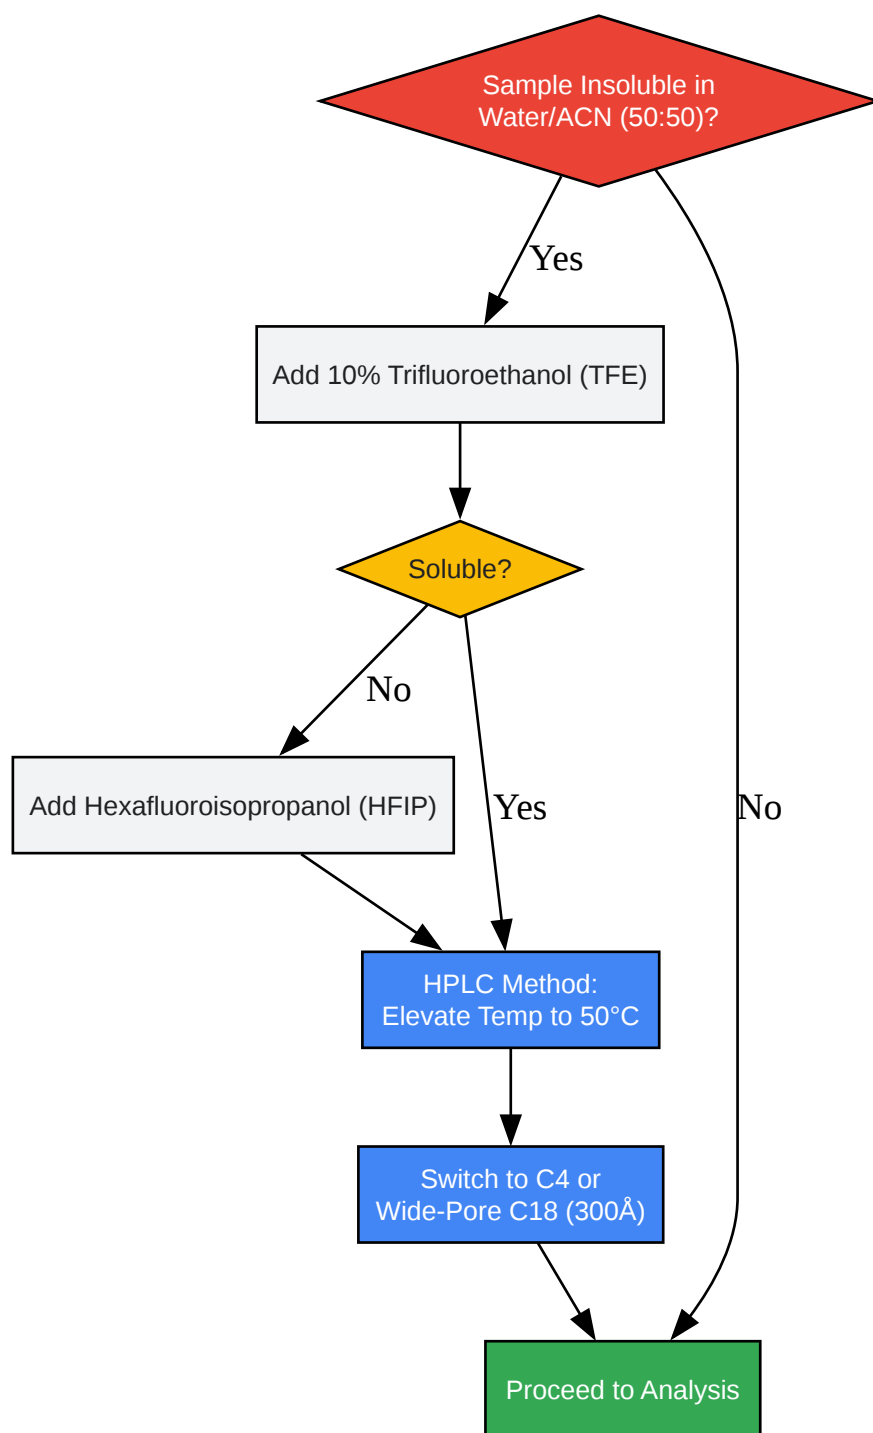 Sample Insoluble in
Water/ACN (50:50)?
Yes
Add 10% Trifluoroethanol (TFE)
Soluble?
No
Add Hexafluoroisopropanol (HFIP)
Yes
No
HPLC Method:
Elevate Temp to 50°C
Switch to C4 or
Wide-Pore C18 (300Å)
Proceed to Analysis